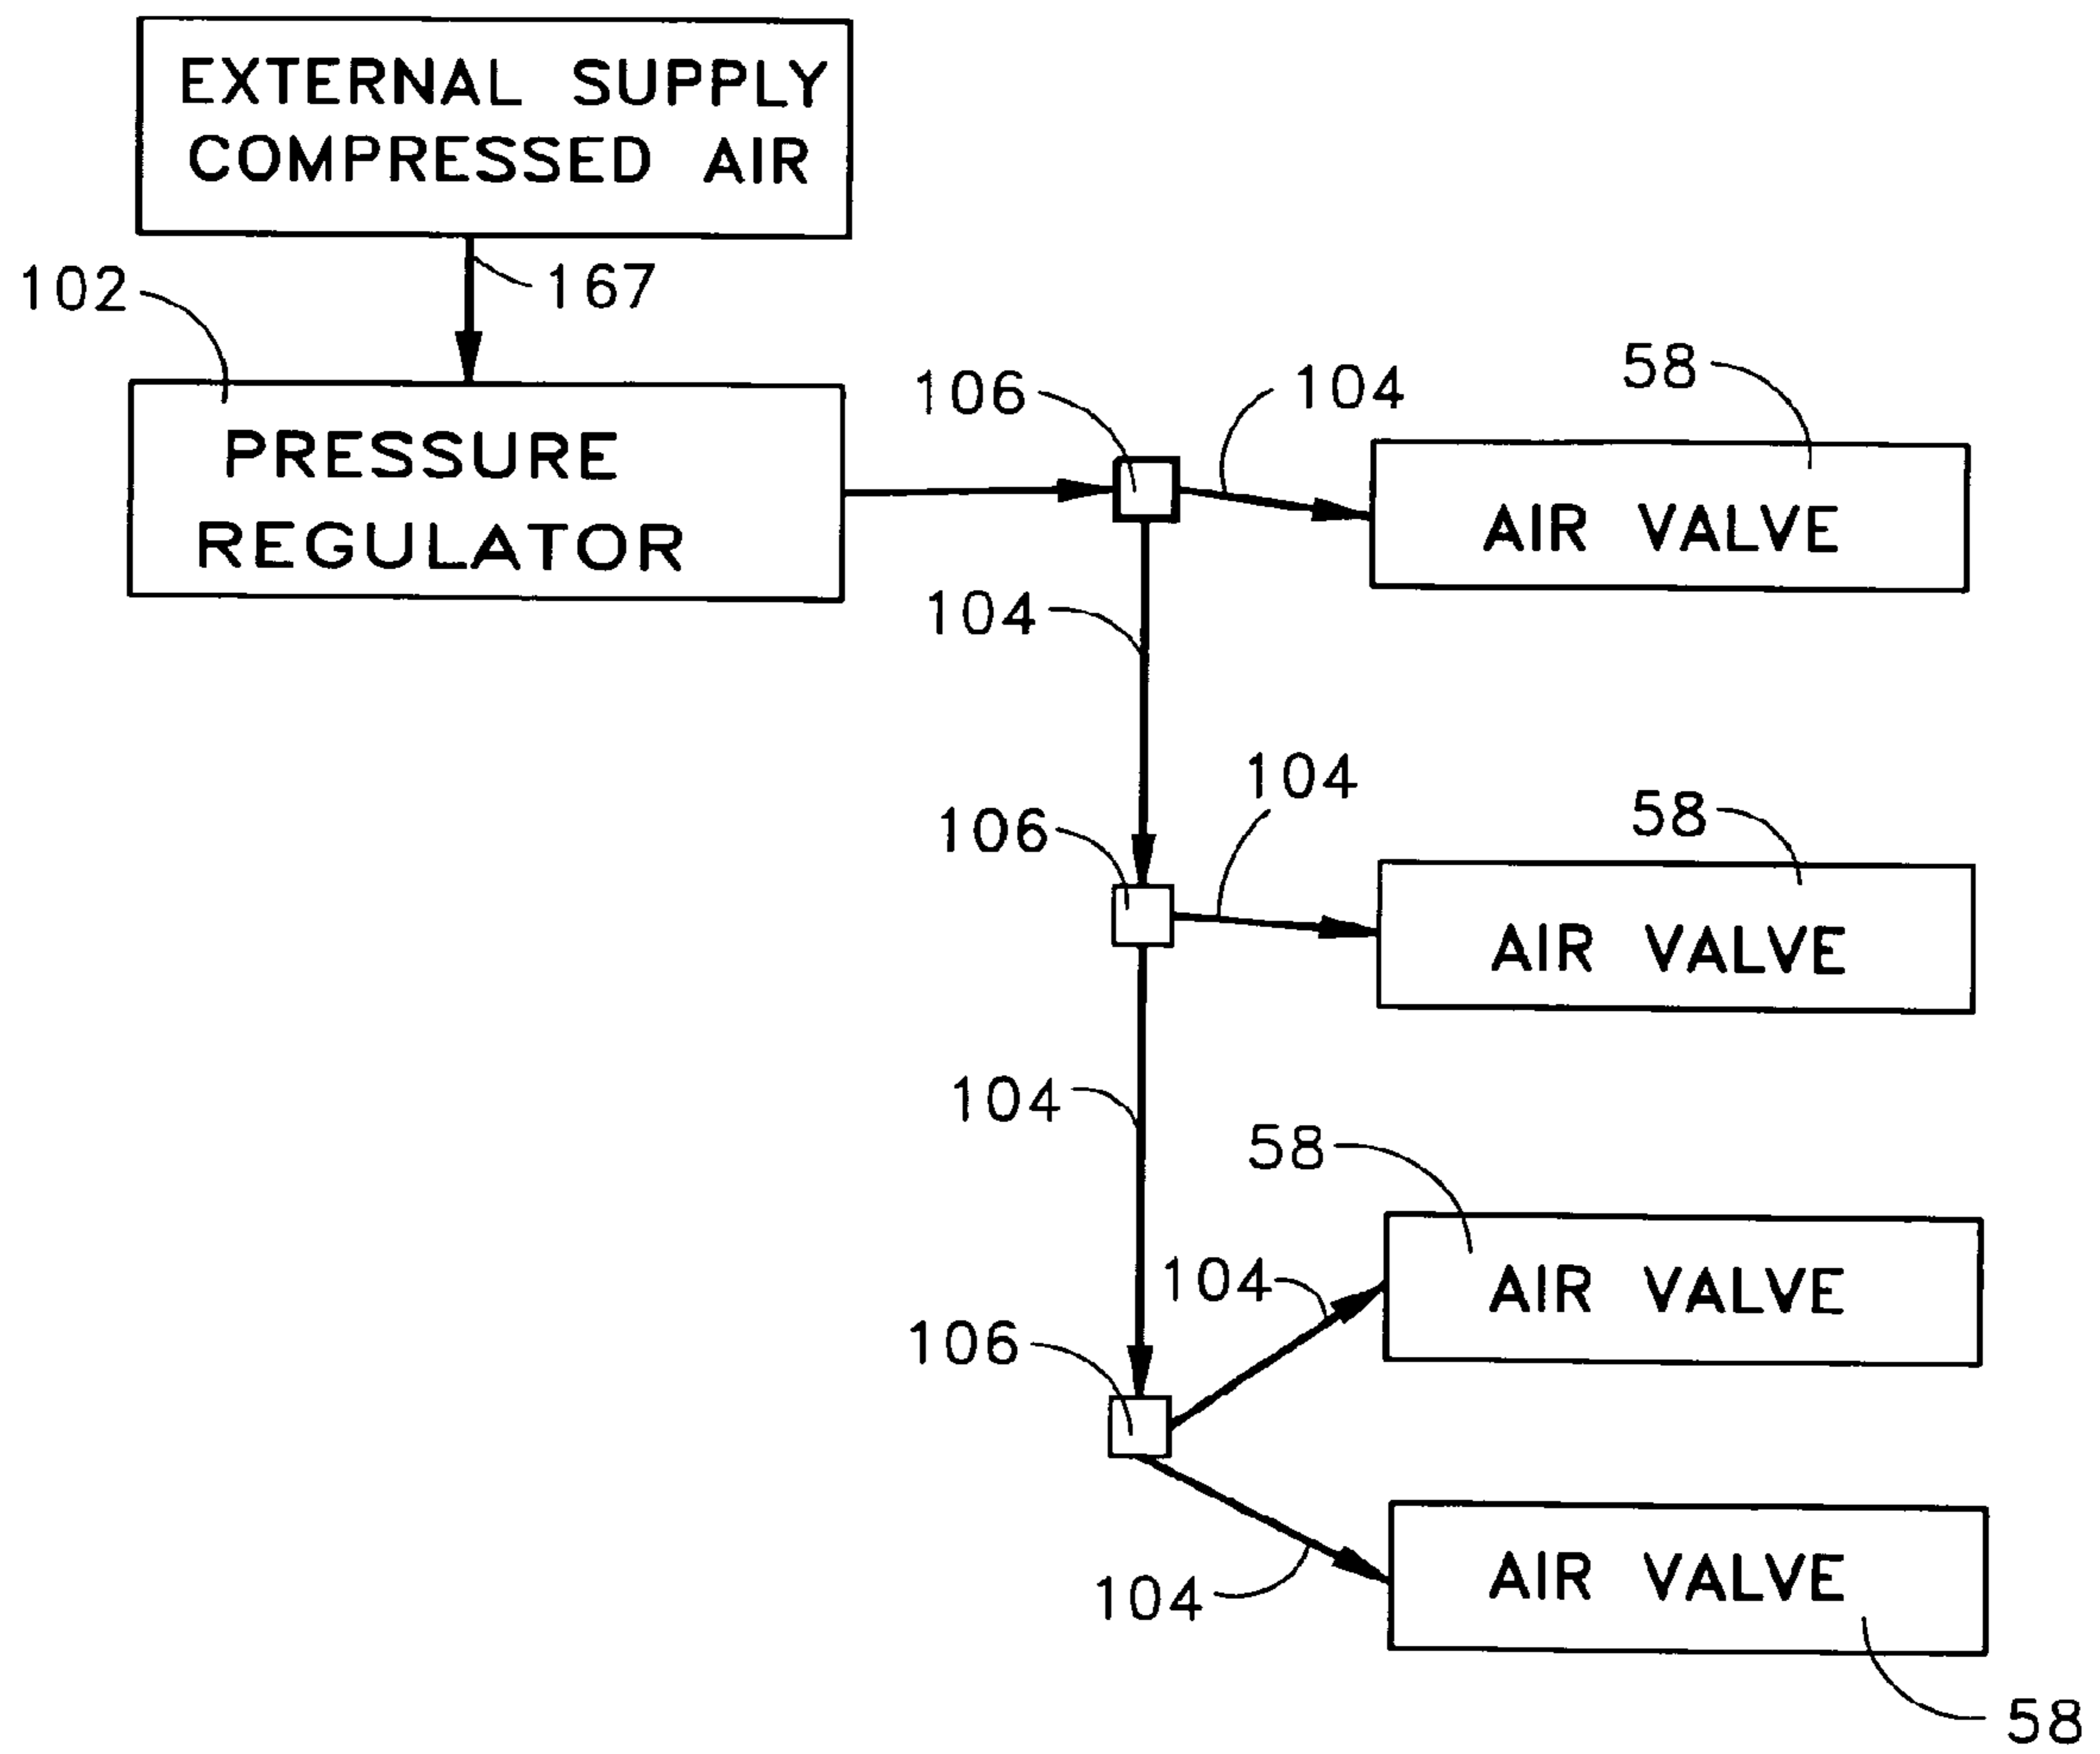 EXTERNAL SUPPLY
COMPRESSED AIR
167
102
PRESSURE
REGULATOR
106
104
58
AIR VALVE
104
106
104
58
AIR VALVE
104
58
104
AIR VALVE
106
104
AIR VALVE
58